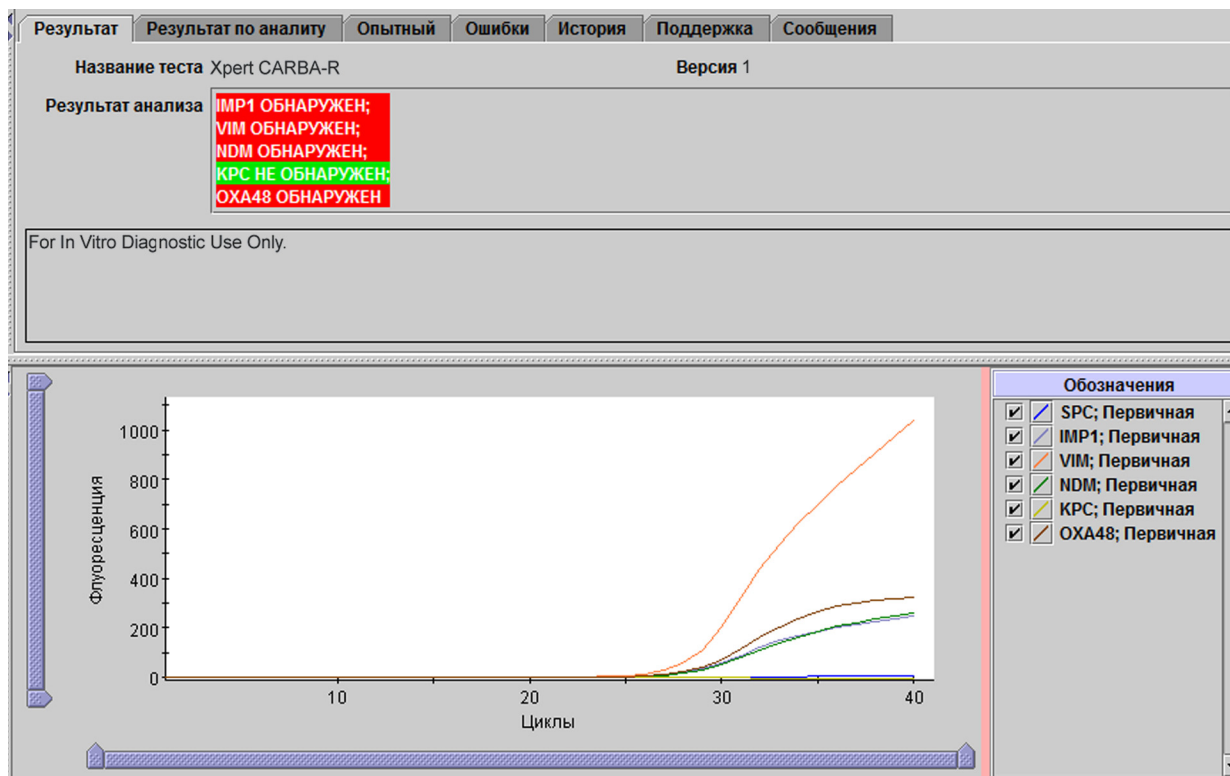 Результат Результат по аналиту Опытный Ошибки История Поддержка Сообщения
Название теста Xpert CARBA-R Версия 1
Результат анализа IMP1 ОБНАРУЖЕН;
VIM ОБНАРУЖЕН;
NDM ОБНАРУЖЕН;
KPC НЕ ОБНАРУЖЕН;
OXA48 ОБНАРУЖЕН
For In Vitro Diagnostic Use Only.
Обозначения
SPC; Первичная
IMP1; Первичная
VIM; Первичная
NDM; Первичная
KPC; Первичная
OXA48; Первичная
Флуоресценция
1000
800
600
400
200
0
10 20 30 40
Циклы